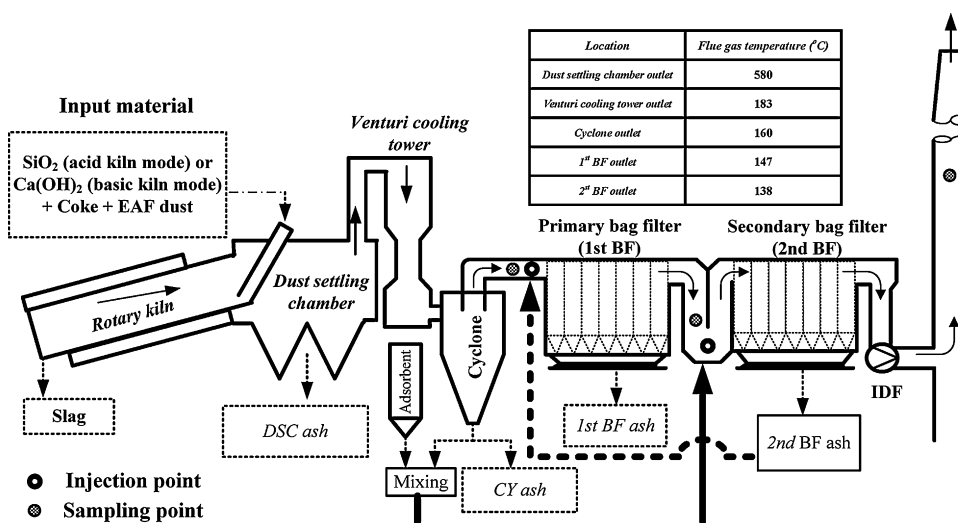 Location Flue gas temperature (°C)
Dust settling chamber outlet 580
Venturi cooling tower outlet 183
Cyclone outlet 160
1st BF outlet 147
2st BF outlet 138
Input material
SiO2 (acid kiln mode) or
Ca(OH)2 (basic kiln mode)
+ Coke + EAF dust
Venturi cooling
tower
Primary bag filter
(1st BF)
Secondary bag filter
(2nd BF)
Rotary kiln
Dust settling
chamber
Cyclone
Adsorbent
IDF
Slag
DSC ash
1st BF ash
2nd BF ash
Mixing
CY ash
Injection point
Sampling point